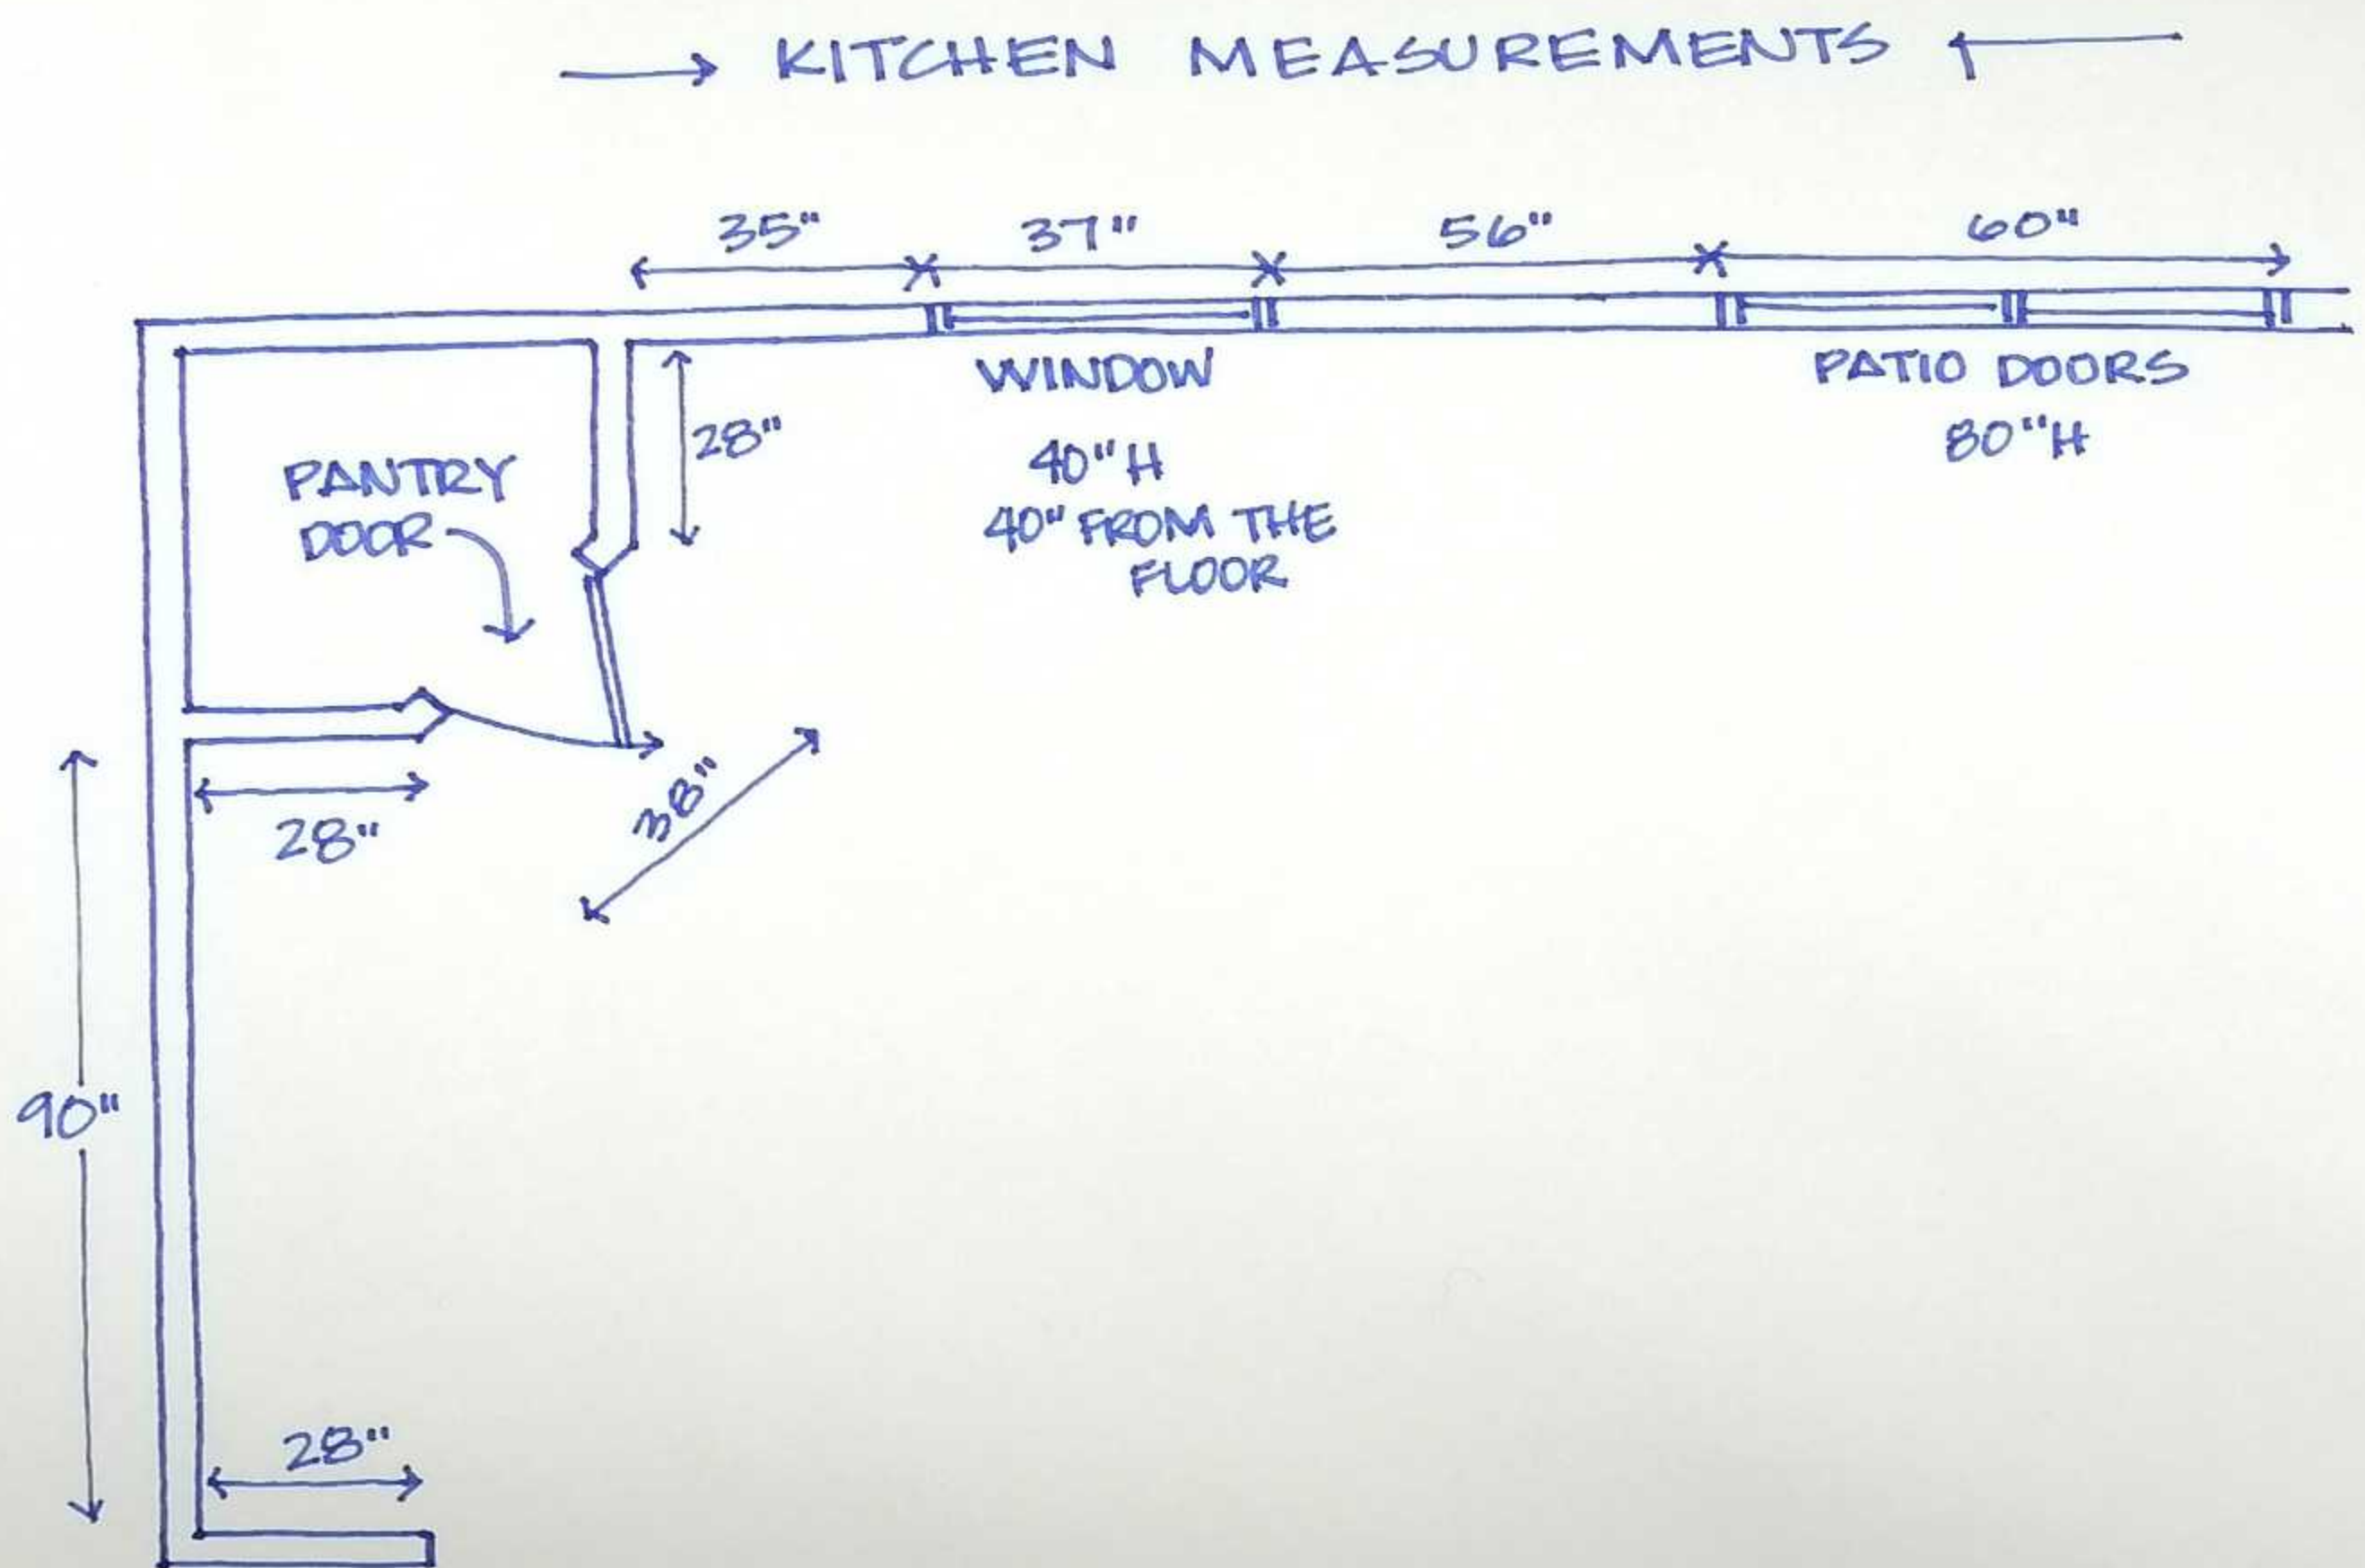 KITCHEN MEASUREMENTS
35" 37" 56" 60"
WINDOW
40"H
40" FROM THE
FLOOR
PATIO DOORS
80"H
28"
PANTRY
DOOR
28"
38"
90"
28"